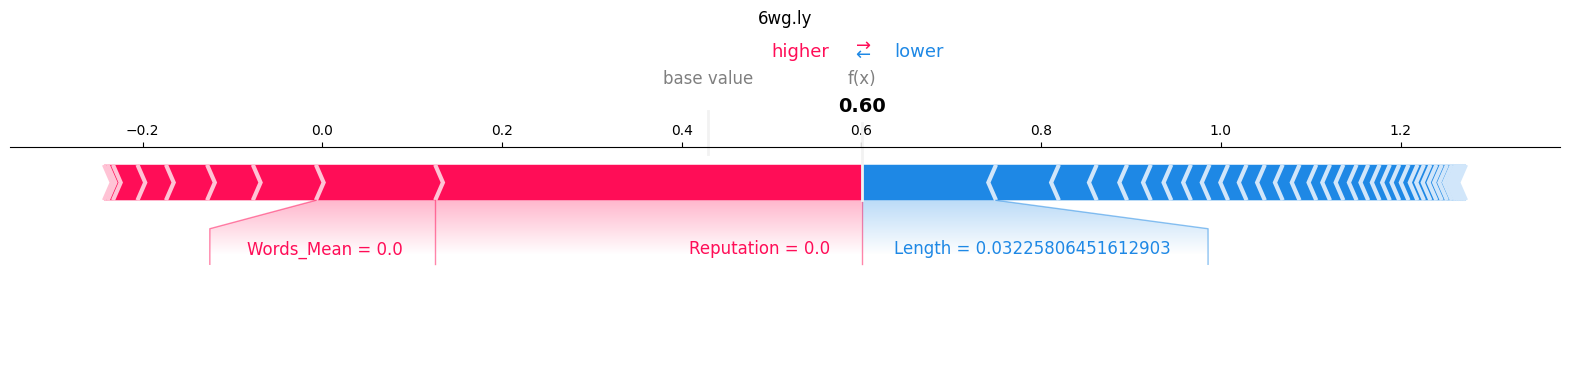 6wg.ly
higher ⇄ lower
base value f(x)
0.60
−0.2 0.0 0.2 0.4 0.6 0.8 1.0 1.2
Words_Mean = 0.0 Reputation = 0.0 Length = 0.03225806451612903